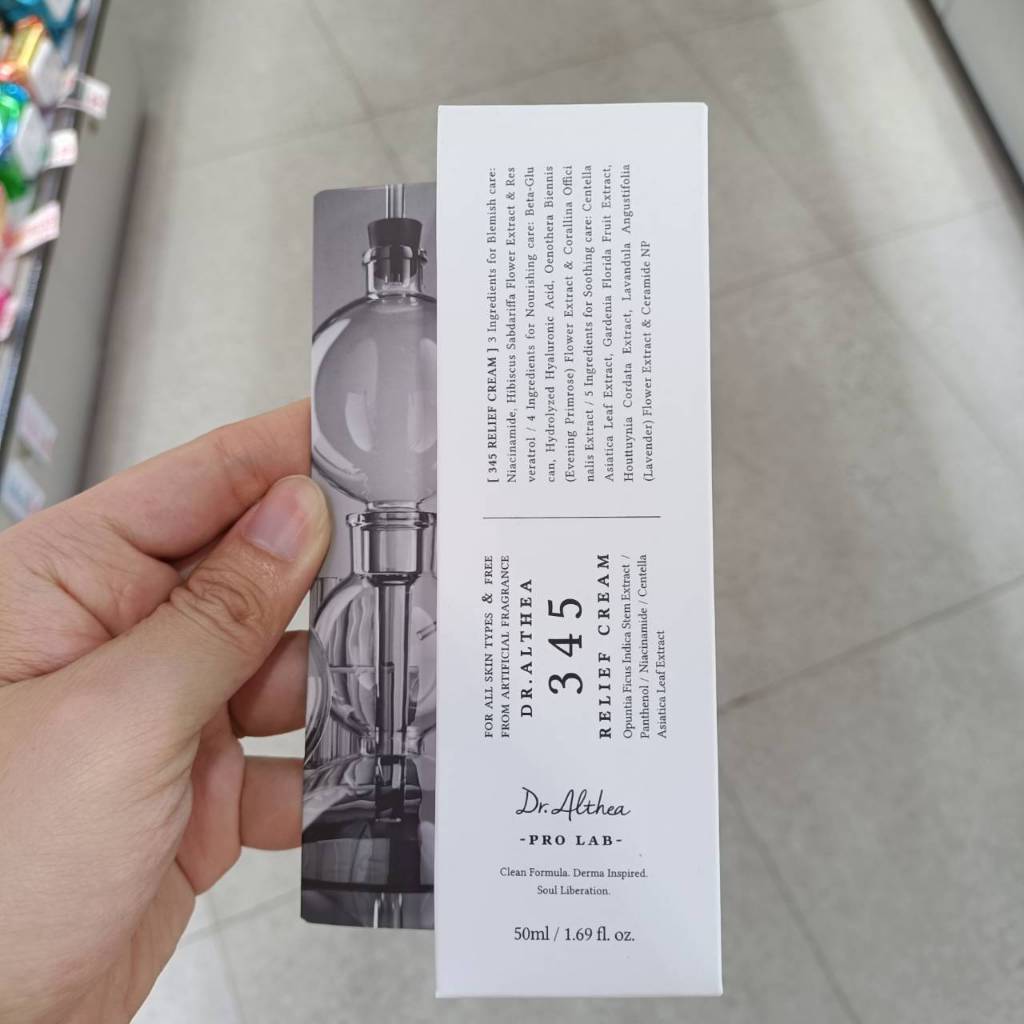 [ 345 RELIEF CREAM ] 3 Ingredients for Blemish care:
Niacinamide, Hibiscus Sabdariffa Flower Extract & Res
veratrol / 4 Ingredients for Nourishing care: Beta-Glu
can, Hydrolyzed Hyaluronic Acid, Oenothera Biennis
(Evening Primrose) Flower Extract & Corallina Offici
nalis Extract / 5 Ingredients for Soothing care: Centella
Asiatica Leaf Extract, Gardenia Florida Fruit Extract,
Houttuynia Cordata Extract, Lavandula Angustifolia
(Lavender) Flower Extract & Ceramide NP
FOR ALL SKIN TYPES & FREE
FROM ARTIFICIAL FRAGRANCE
DR.ALTHEA
345
RELIEF CREAM
Opuntia Ficus Indica Stem Extract /
Panthenol / Niacinamide / Centella
Asiatica Leaf Extract
Dr.Althea
-PRO LAB-
Clean Formula. Derma Inspired.
Soul Liberation.
50ml / 1.69 fl. oz.